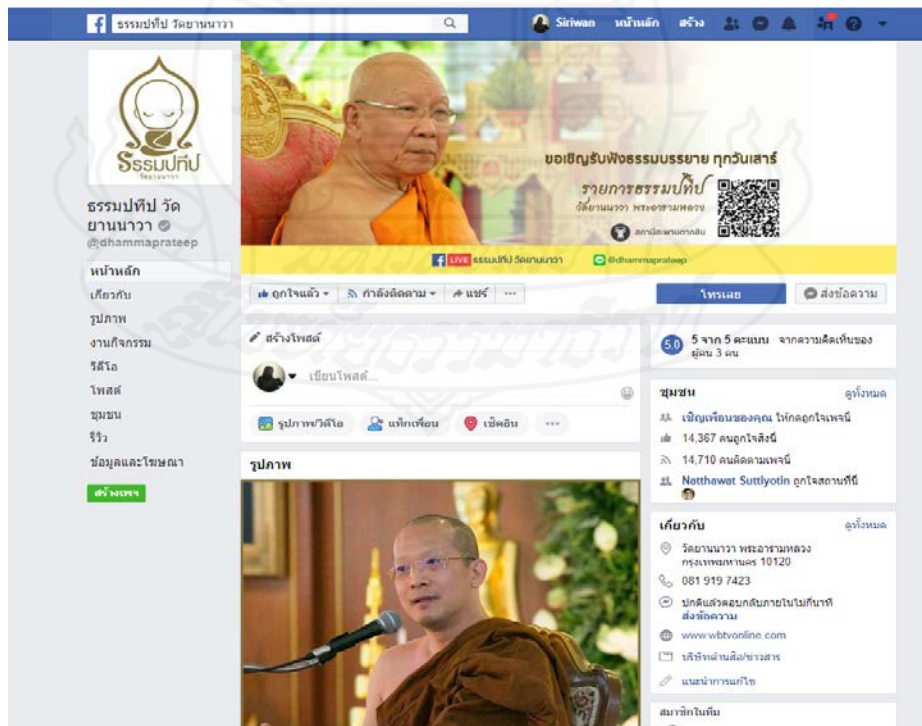 ธรรมปทีป วัดยานนาวา
Siriwan หน้าหลัก สร้าง
ธรรมปทีป
วัดยานนาวา
ขอเชิญรับฟังธรรมบรรยาย ทุกวันเสาร์
รายการธรรมปทีป
วัดยานนาวา พระอารามหลวง
LIVE ธรรมปทีป วัดยานนาวา
@dhammaprateep
ธรรมปทีป วัด
ยานนาวา
@dhammaprateep
หน้าหลัก
เกี่ยวกับ
รูปภาพ
งานกิจกรรม
วิดีโอ
โพสต์
ชุมชน
รีวิว
ข้อมูลและโฆษณา
สร้างเพจ
ถูกใจแล้ว กำลังติดตาม แชร์ ...
โทรเลย ส่งข้อความ
สร้างโพสต์
เขียนโพสต์...
รูปภาพ/วิดีโอ แท็กเพื่อน เช็คอิน ...
รูปภาพ
5.0 5 จาก 5 คะแนน · จากความคิดเห็นของ
ผู้คน 3 คน
ชุมชน ดูทั้งหมด
เชิญเพื่อนของคุณ ให้กดถูกใจเพจนี้
14,367 คนถูกใจสิ่งนี้
14,710 คนติดตามเพจนี้
Natthawat Suttiyotin ถูกใจสถานที่นี้
เกี่ยวกับ ดูทั้งหมด
วัดยานนาวา พระอารามหลวง
กรุงเทพมหานคร 10120
081 919 7423
ปกติแล้วตอบกลับภายในไม่กี่นาที
ส่งข้อความ
www.wbtvonline.com
บริษัทด้านสื่อ/ข่าวสาร
แนะนำการแก้ไข
สมาชิกในทีม